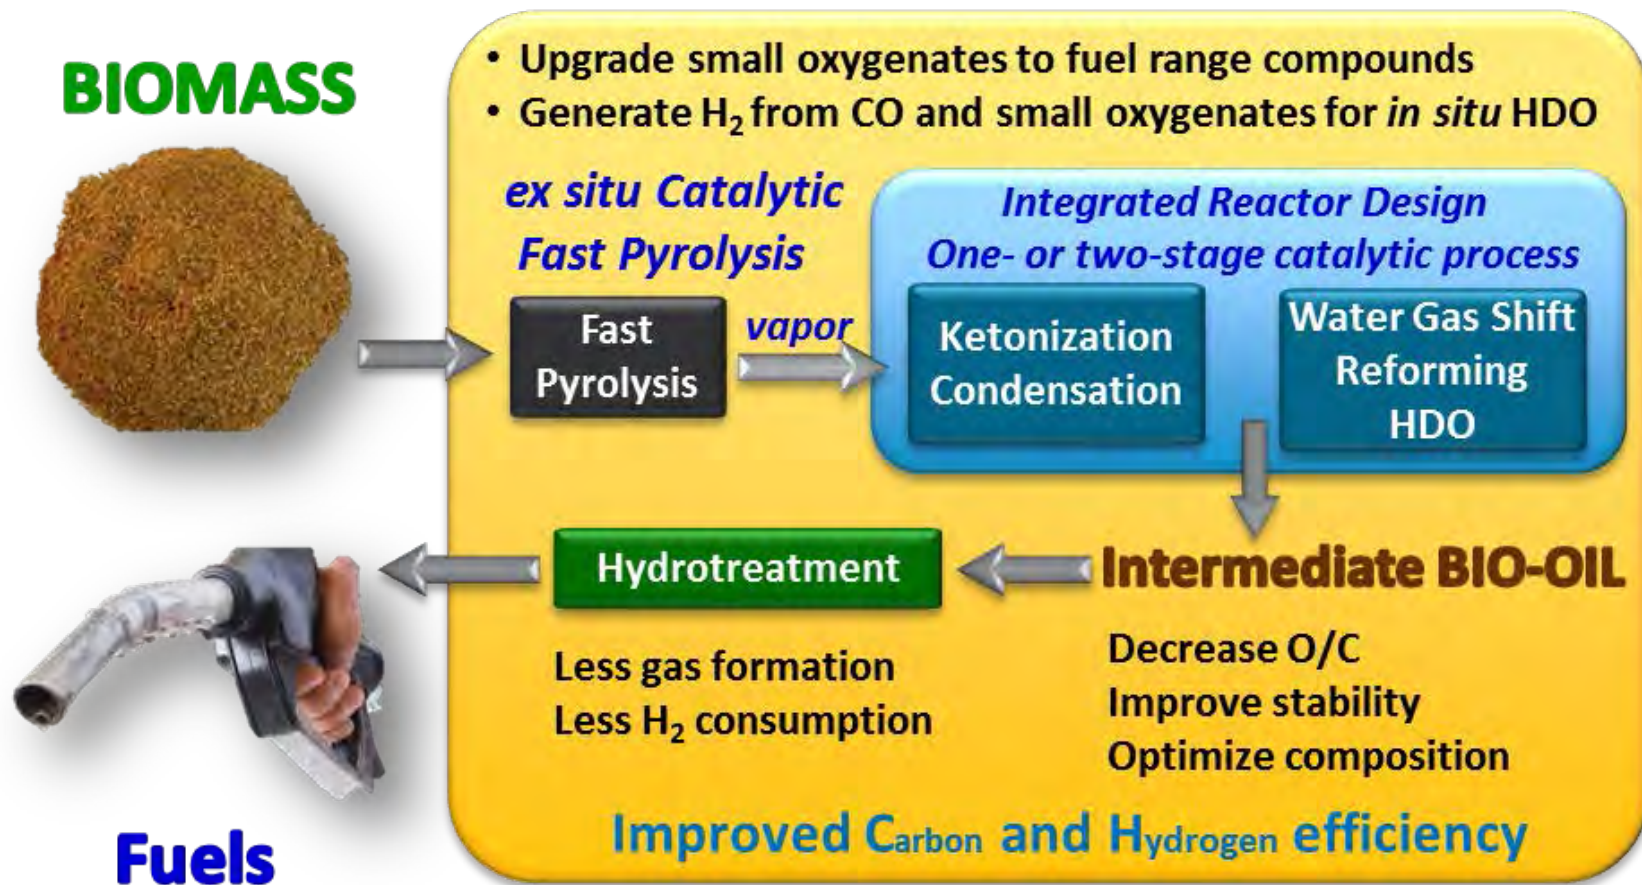 BIOMASS
• Upgrade small oxygenates to fuel range compounds
• Generate H₂ from CO and small oxygenates for in situ HDO
ex situ Catalytic
Fast Pyrolysis
Integrated Reactor Design
One- or two-stage catalytic process
Fast
Pyrolysis
vapor
Ketonization
Condensation
Water Gas Shift
Reforming
HDO
Intermediate BIO-OIL
Decrease O/C
Improve stability
Optimize composition
Hydrotreatment
Less gas formation
Less H₂ consumption
Improved Carbon and Hydrogen efficiency
Fuels